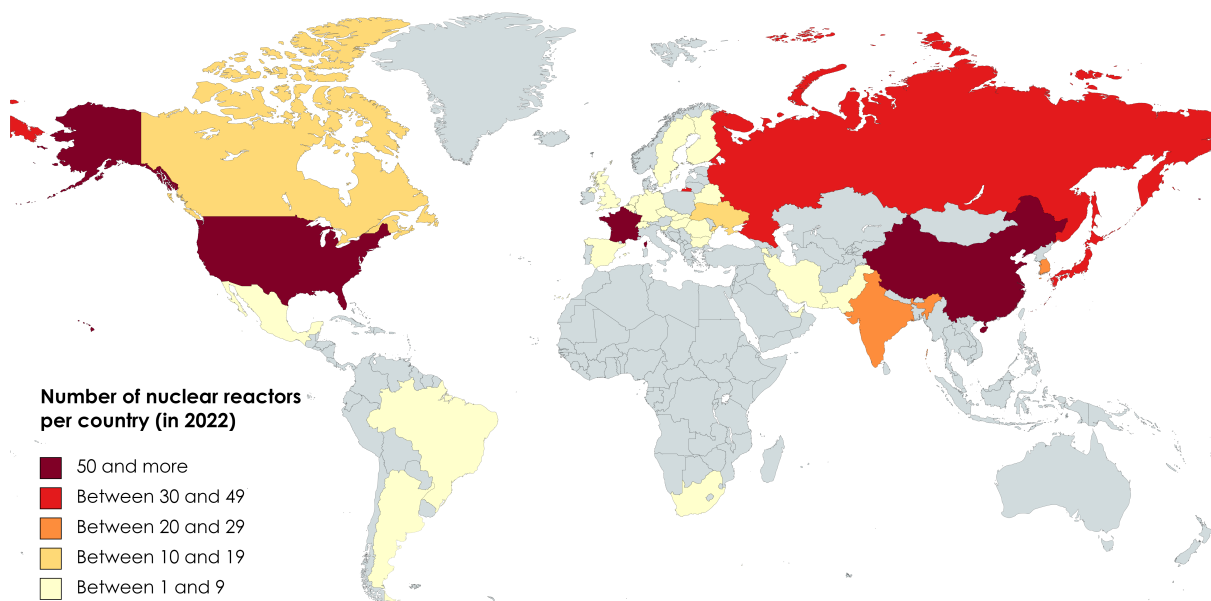 Number of nuclear reactors
per country (in 2022)
50 and more
Between 30 and 49
Between 20 and 29
Between 10 and 19
Between 1 and 9